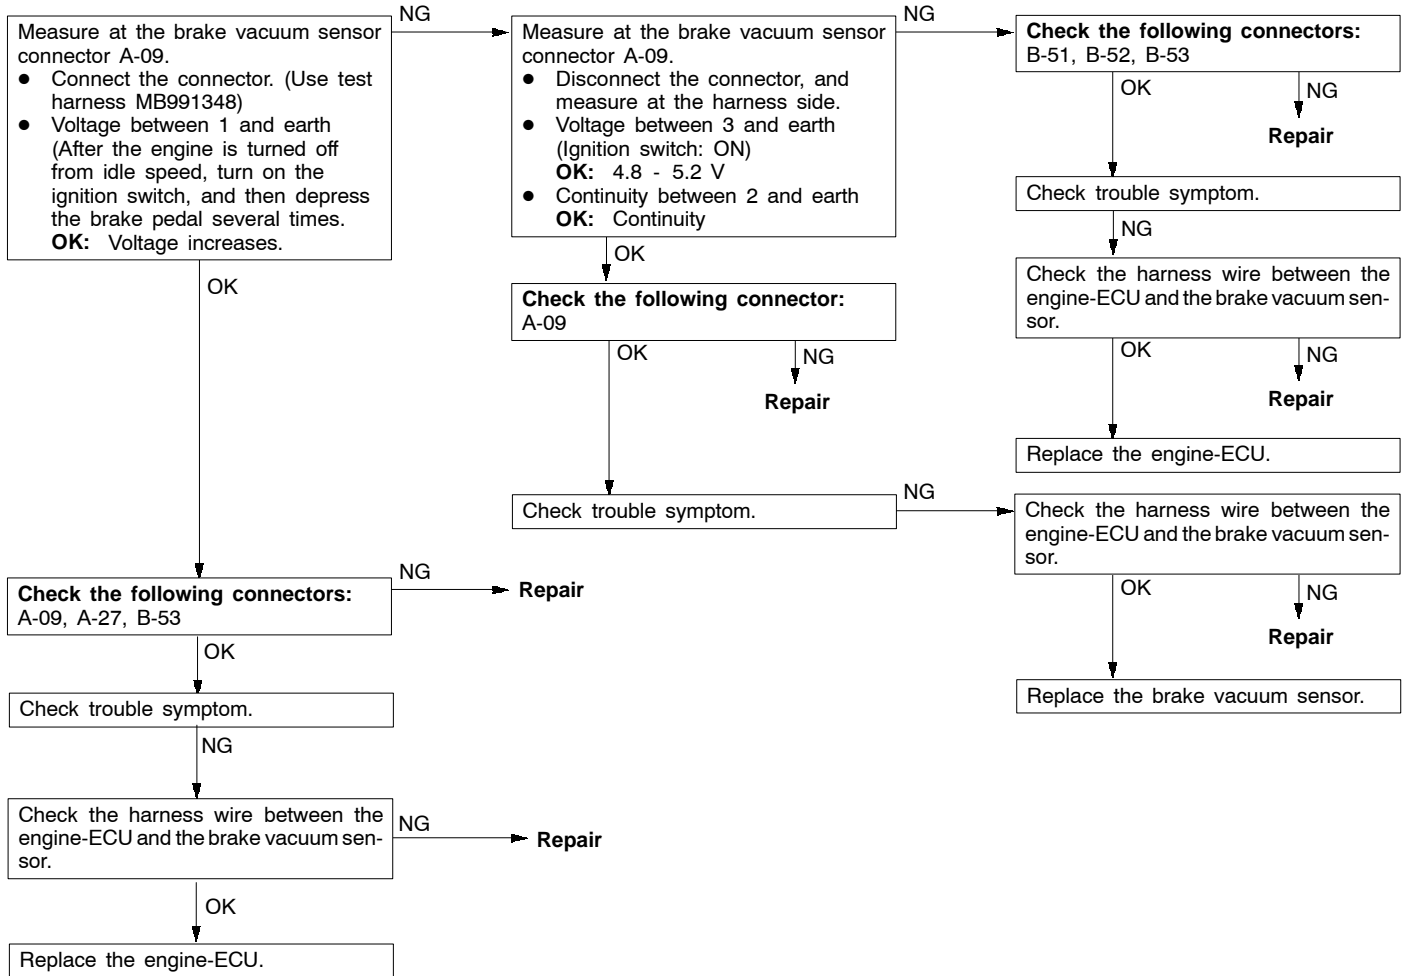 Measure at the brake vacuum sensor
connector A-09.
● Connect the connector. (Use test
harness MB991348)
● Voltage between 1 and earth
(After the engine is turned off
from idle speed, turn on the
ignition switch, and then depress
the brake pedal several times.
OK: Voltage increases.
NG
OK
Measure at the brake vacuum sensor
connector A-09.
● Disconnect the connector, and
measure at the harness side.
● Voltage between 3 and earth
(Ignition switch: ON)
OK: 4.8 - 5.2 V
● Continuity between 2 and earth
OK: Continuity
NG
OK
Check the following connectors:
B-51, B-52, B-53
OK
NG
Repair
Check trouble symptom.
NG
Check the harness wire between the
engine-ECU and the brake vacuum sen-
sor.
OK
NG
Repair
Replace the engine-ECU.
Check the following connector:
A-09
OK
NG
Repair
Check trouble symptom.
NG
Check the harness wire between the
engine-ECU and the brake vacuum sen-
sor.
OK
NG
Repair
Replace the brake vacuum sensor.
Check the following connectors:
A-09, A-27, B-53
NG
Repair
OK
Check trouble symptom.
NG
Check the harness wire between the
engine-ECU and the brake vacuum sen-
sor.
NG
Repair
OK
Replace the engine-ECU.